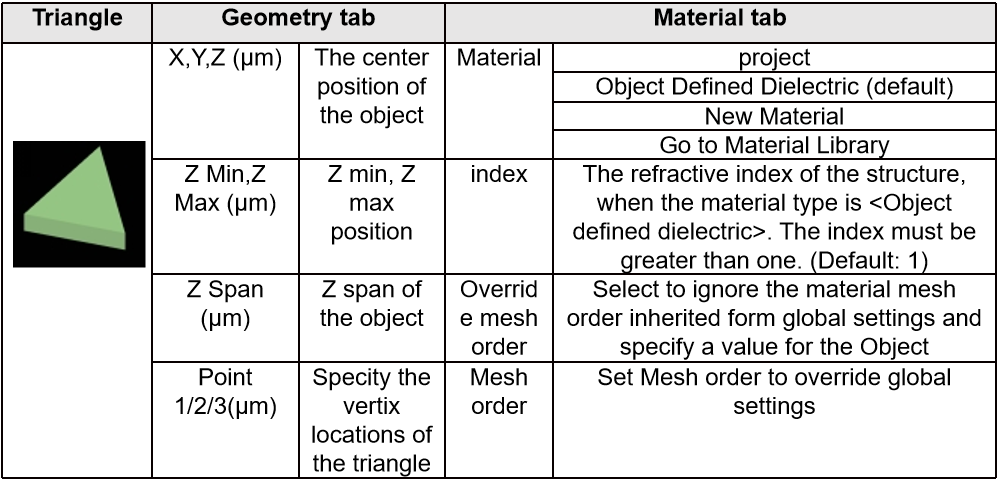 Triangle
Geometry tab
Material tab
X,Y,Z (μm)
The center
position of
the object
Material
project
Object Defined Dielectric (default)
New Material
Go to Material Library
Z Min,Z
Max (μm)
Z min, Z
max
position
index
The refractive index of the structure,
when the material type is <Object
defined dielectric>. The index must be
greater than one. (Default: 1)
Z Span
(μm)
Z span of
the object
Overrid
e mesh
order
Select to ignore the material mesh
order inherited form global settings and
specify a value for the Object
Point
1/2/3(μm)
Specity the
vertix
locations of
the triangle
Mesh
order
Set Mesh order to override global
settings